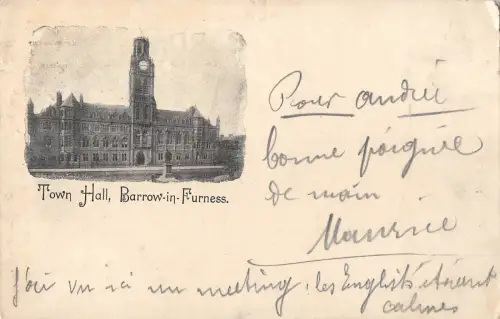 Town Hall, Barrow-in-Furness.
Pour andrée
bonne poignée
de main
Maurice
J'ai vu ici un meeting, les English étaient
calmes